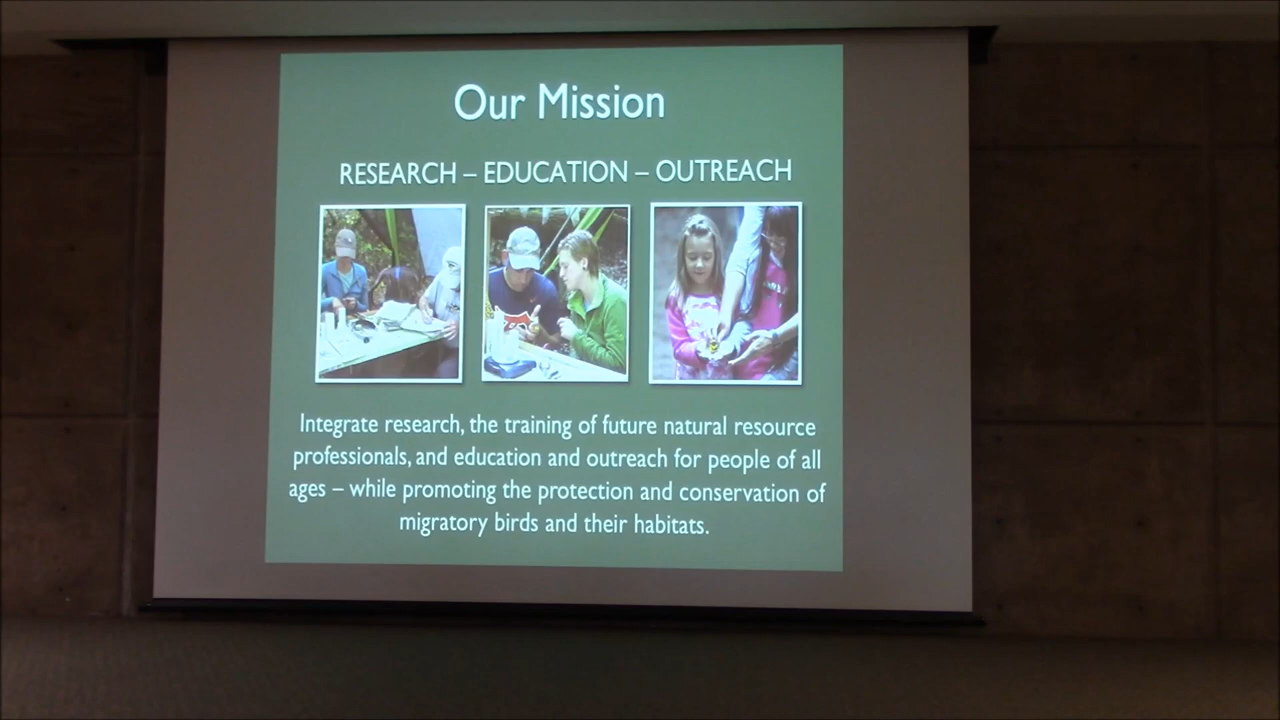 Our Mission
RESEARCH – EDUCATION – OUTREACH
Integrate research, the training of future natural resource
professionals, and education and outreach for people of all
ages – while promoting the protection and conservation of
migratory birds and their habitats.